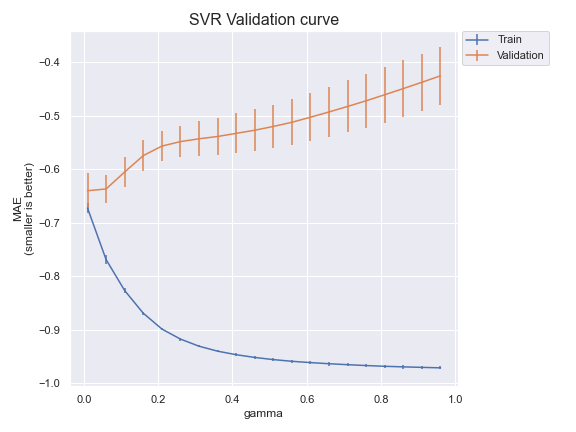 SVR Validation curve
Train
Validation
−0.4
−0.5
−0.6
−0.7
−0.8
−0.9
−1.0
MAE
(smaller is better)
0.0 0.2 0.4 0.6 0.8 1.0
gamma